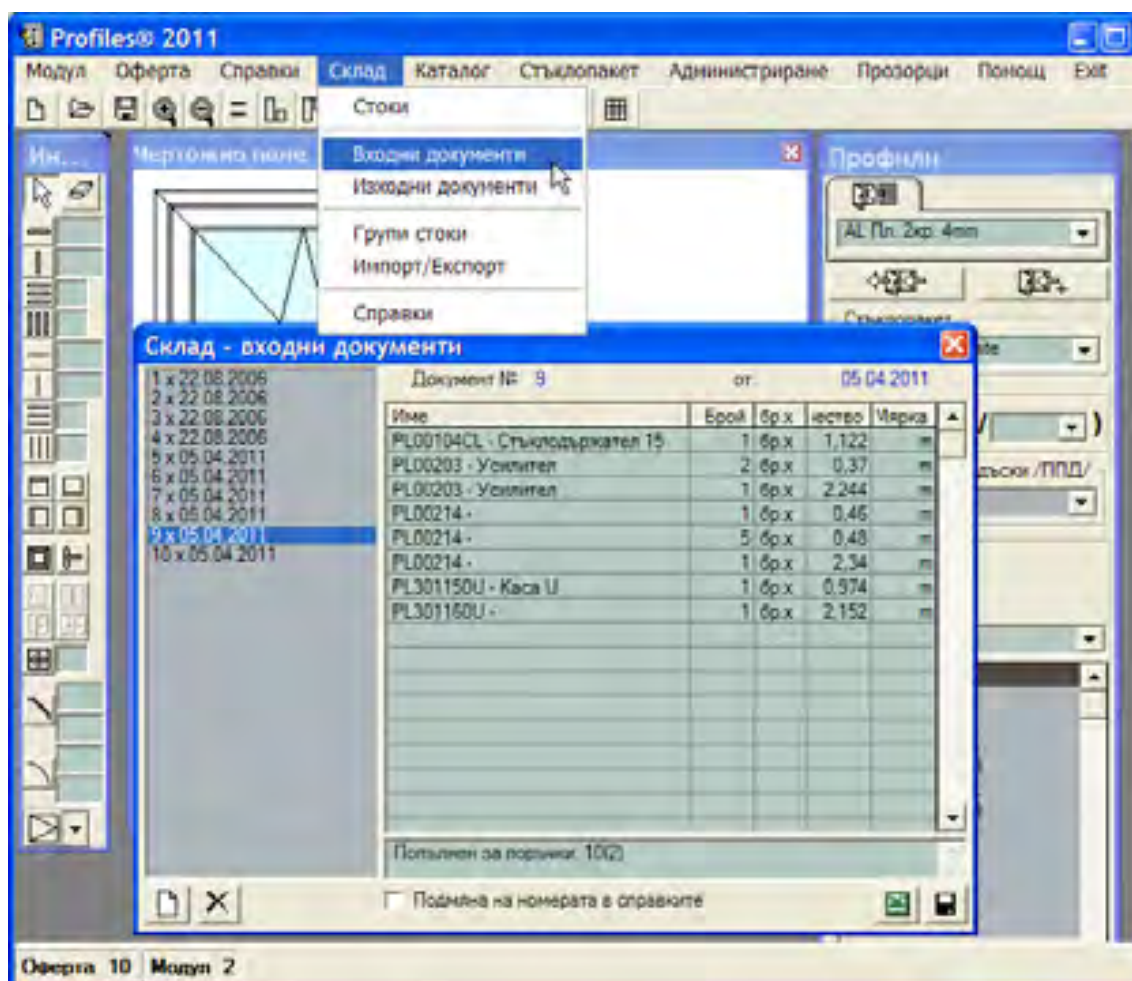 Profiles® 2011
Модул Оферта Справки Склад Каталог Стъклопакет Администриране Прозорци Помощ Exit
Стоки
Входни документи
Изходни документи
Групи стоки
Импорт/Експорт
Справки
Ин...
Чертожно поле
Профили
AL Пл. 2кр. 4mm
Стъклопакет
дъски /ППД/
Склад - входни документи
1 x 22.08.2006
2 x 22.08.2006
3 x 22.08.2006
4 x 22.08.2006
5 x 05.04.2011
6 x 05.04.2011
7 x 05.04.2011
8 x 05.04.2011
9 x 05.04.2011
10 x 05.04.2011
Документ № 9 от: 05.04.2011
Име Брой бр.x чество Мярка
PL00104CL - Стъклодържател 15 1 бр.x 1,122 m
PL00203 - Усилител 2 бр.x 0,37 m
PL00203 - Усилител 1 бр.x 2,244 m
PL00214 - 1 бр.x 0,46 m
PL00214 - 5 бр.x 0,48 m
PL00214 - 1 бр.x 2,34 m
PL301150U - Каса U 1 бр.x 0,974 m
PL301160U - 1 бр.x 2,152 m
Попълнен за поръчки: 10(2)
Подмяна на номерата в справките
Оферта 10 Модул 2